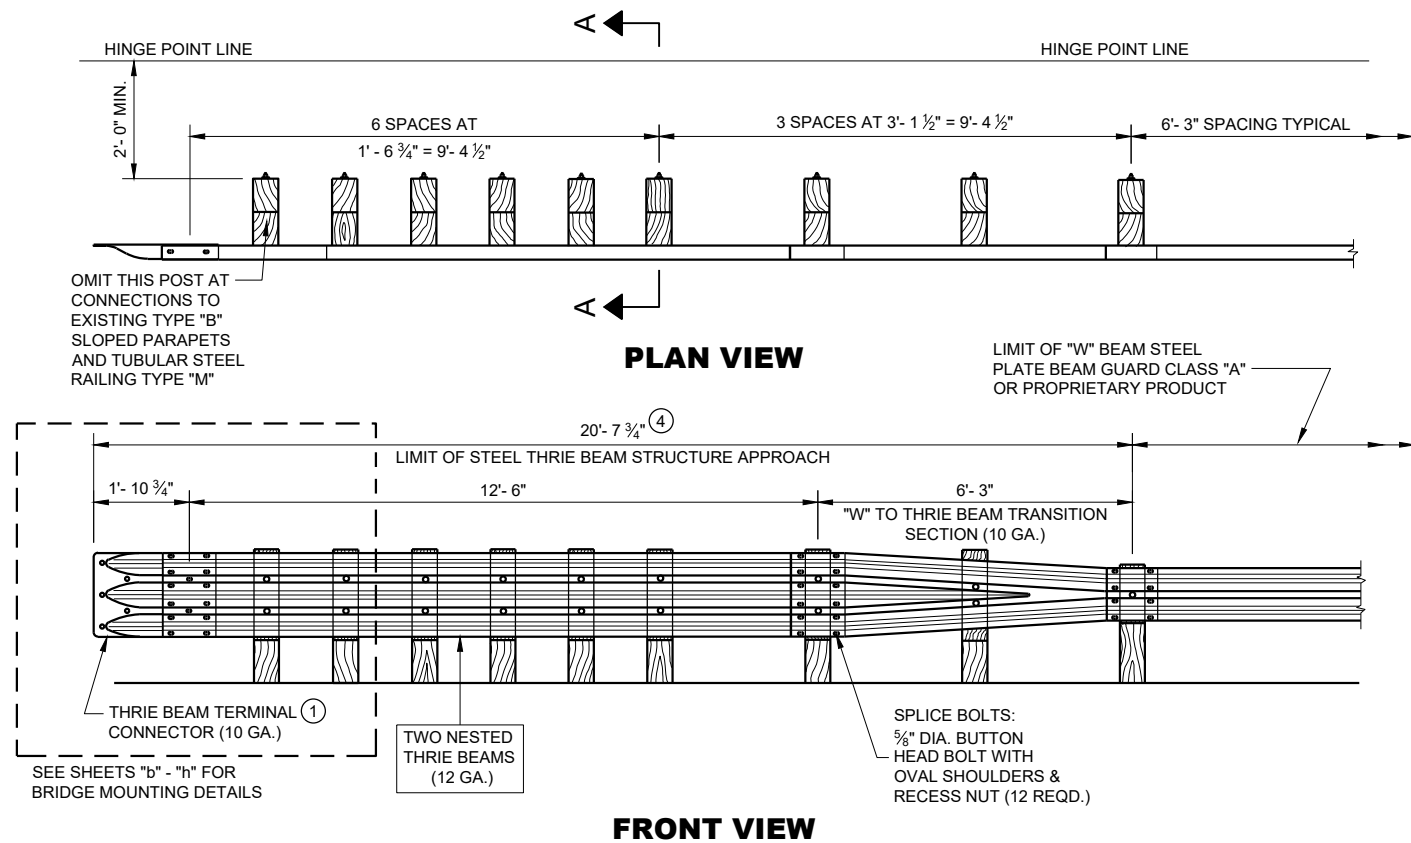 A
HINGE POINT LINE
HINGE POINT LINE
2'- 0" MIN.
6 SPACES AT
1' - 6 ¾" = 9'- 4 ½"
3 SPACES AT 3'- 1 ½" = 9'- 4 ½"
6'- 3" SPACING TYPICAL
OMIT THIS POST AT
CONNECTIONS TO
EXISTING TYPE "B"
SLOPED PARAPETS
AND TUBULAR STEEL
RAILING TYPE "M"
A
PLAN VIEW
LIMIT OF "W" BEAM STEEL
PLATE BEAM GUARD CLASS "A"
OR PROPRIETARY PRODUCT
20'- 7 ¾" 4
LIMIT OF STEEL THRIE BEAM STRUCTURE APPROACH
1'- 10 ¾"
12'- 6"
6'- 3"
"W" TO THRIE BEAM TRANSITION
SECTION (10 GA.)
THRIE BEAM TERMINAL 1
CONNECTOR (10 GA.)
TWO NESTED
THRIE BEAMS
(12 GA.)
SPLICE BOLTS:
⅝" DIA. BUTTON
HEAD BOLT WITH
OVAL SHOULDERS &
RECESS NUT (12 REQD.)
SEE SHEETS "b" - "h" FOR
BRIDGE MOUNTING DETAILS
FRONT VIEW